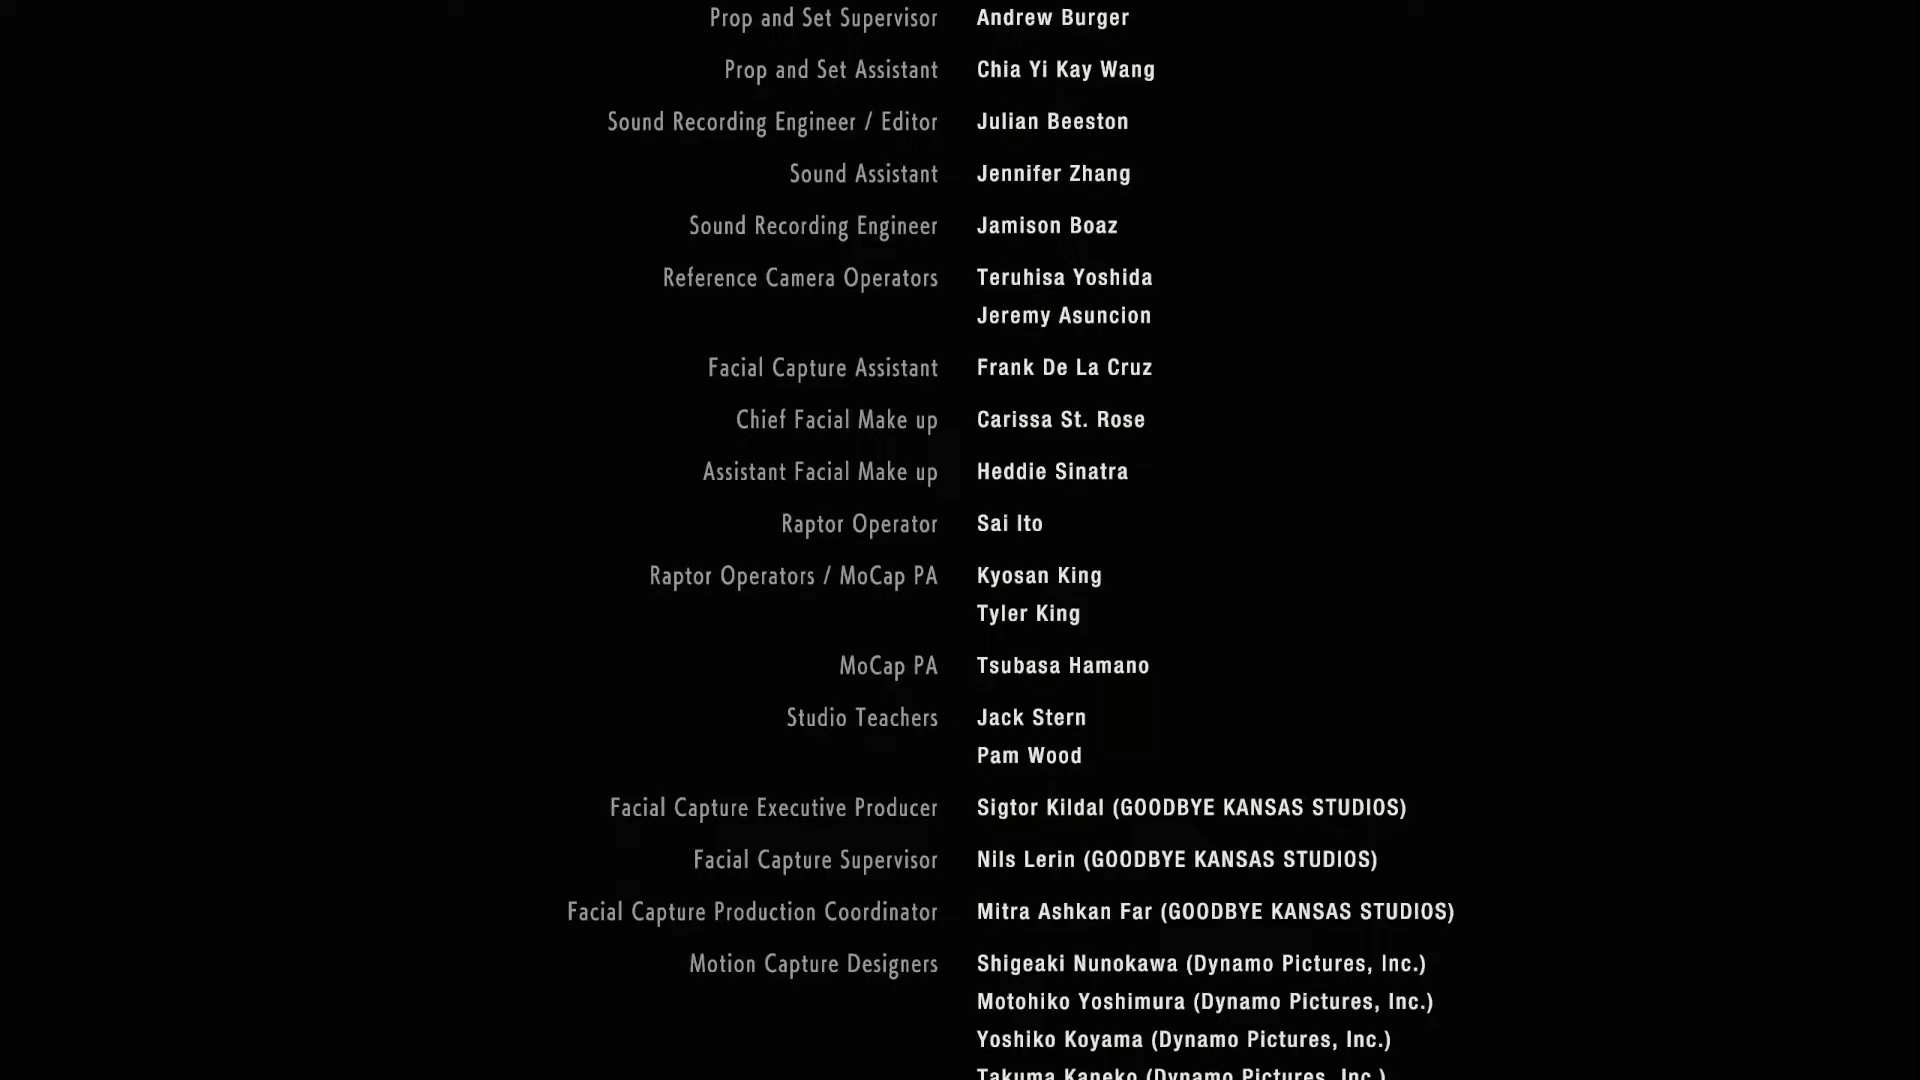 Prop and Set Supervisor Andrew Burger
Prop and Set Assistant Chia Yi Kay Wang
Sound Recording Engineer / Editor Julian Beeston
Sound Assistant Jennifer Zhang
Sound Recording Engineer Jamison Boaz
Reference Camera Operators Teruhisa Yoshida
Jeremy Asuncion
Facial Capture Assistant Frank De La Cruz
Chief Facial Make up Carissa St. Rose
Assistant Facial Make up Heddie Sinatra
Raptor Operator Sai Ito
Raptor Operators / MoCap PA Kyosan King
Tyler King
MoCap PA Tsubasa Hamano
Studio Teachers Jack Stern
Pam Wood
Facial Capture Executive Producer Sigtor Kildal (GOODBYE KANSAS STUDIOS)
Facial Capture Supervisor Nils Lerin (GOODBYE KANSAS STUDIOS)
Facial Capture Production Coordinator Mitra Ashkan Far (GOODBYE KANSAS STUDIOS)
Motion Capture Designers Shigeaki Nunokawa (Dynamo Pictures, Inc.)
Motohiko Yoshimura (Dynamo Pictures, Inc.)
Yoshiko Koyama (Dynamo Pictures, Inc.)
Takuma Kaneko (Dynamo Pictures, Inc.)